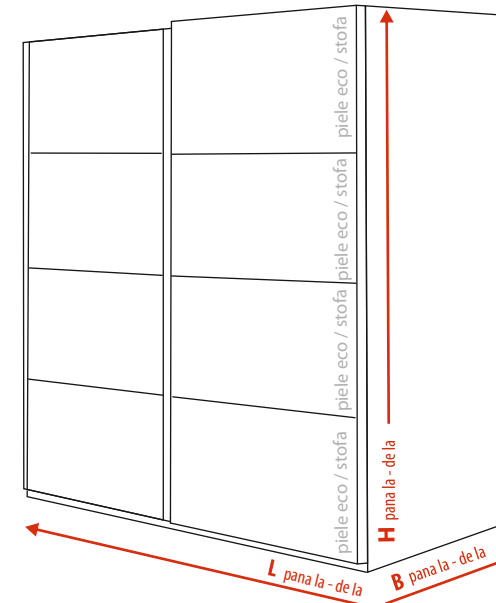 piele eco / stofa
piele eco / stofa
piele eco / stofa
piele eco / stofa
H pana la - de la
L pana la - de la
B pana la - de la